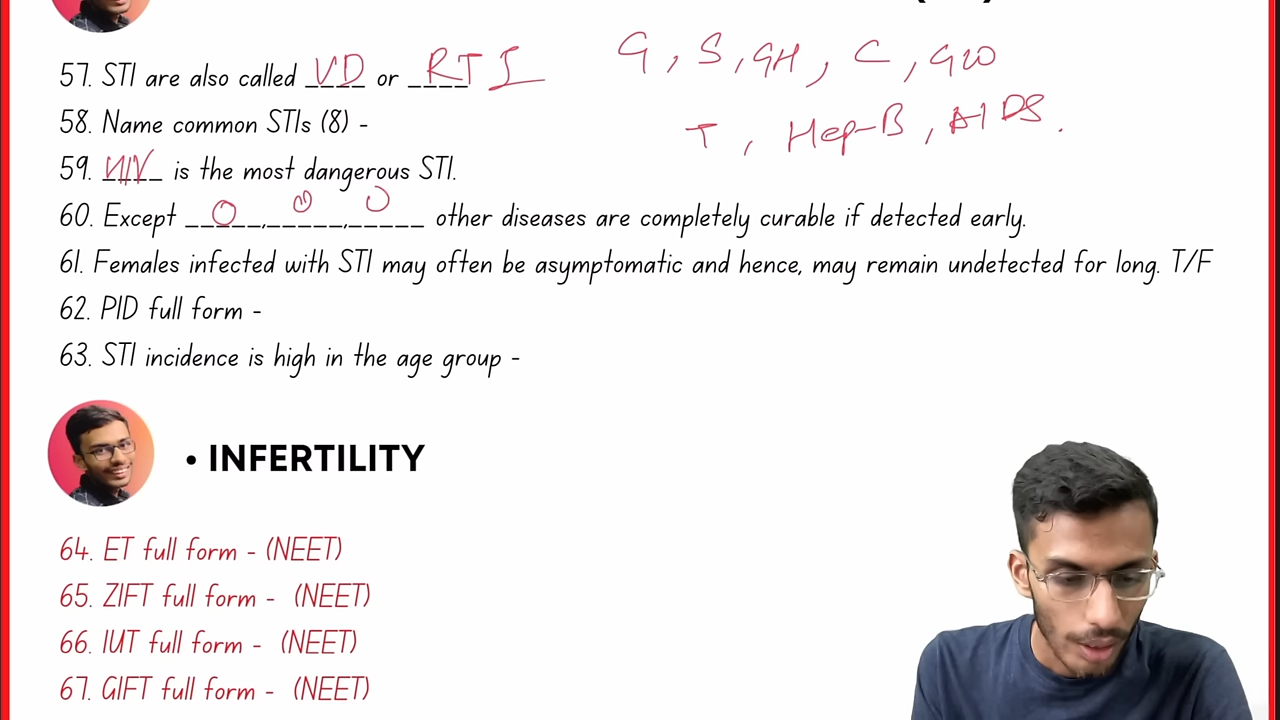 57. STI are also called VD or RTI
G, S, GH, C, GW
58. Name common STIs (8) -
T, Hep-B, AIDS.
59. HIV is the most dangerous STI.
60. Except _____,_____,_____ other diseases are completely curable if detected early.
61. Females infected with STI may often be asymptomatic and hence, may remain undetected for long. T/F
62. PID full form -
63. STI incidence is high in the age group -
• INFERTILITY
64. ET full form - (NEET)
65. ZIFT full form - (NEET)
66. IUT full form - (NEET)
67. GIFT full form - (NEET)